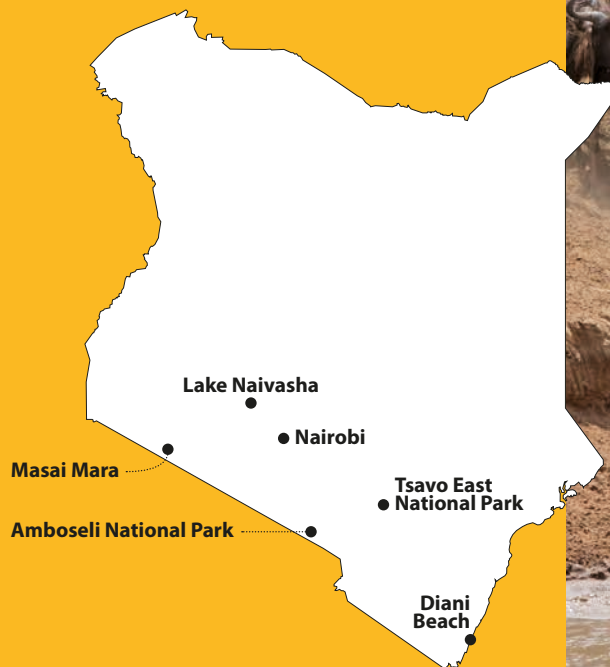 Lake Naivasha
Nairobi
Masai Mara
Tsavo East
National Park
Amboseli National Park
Diani
Beach